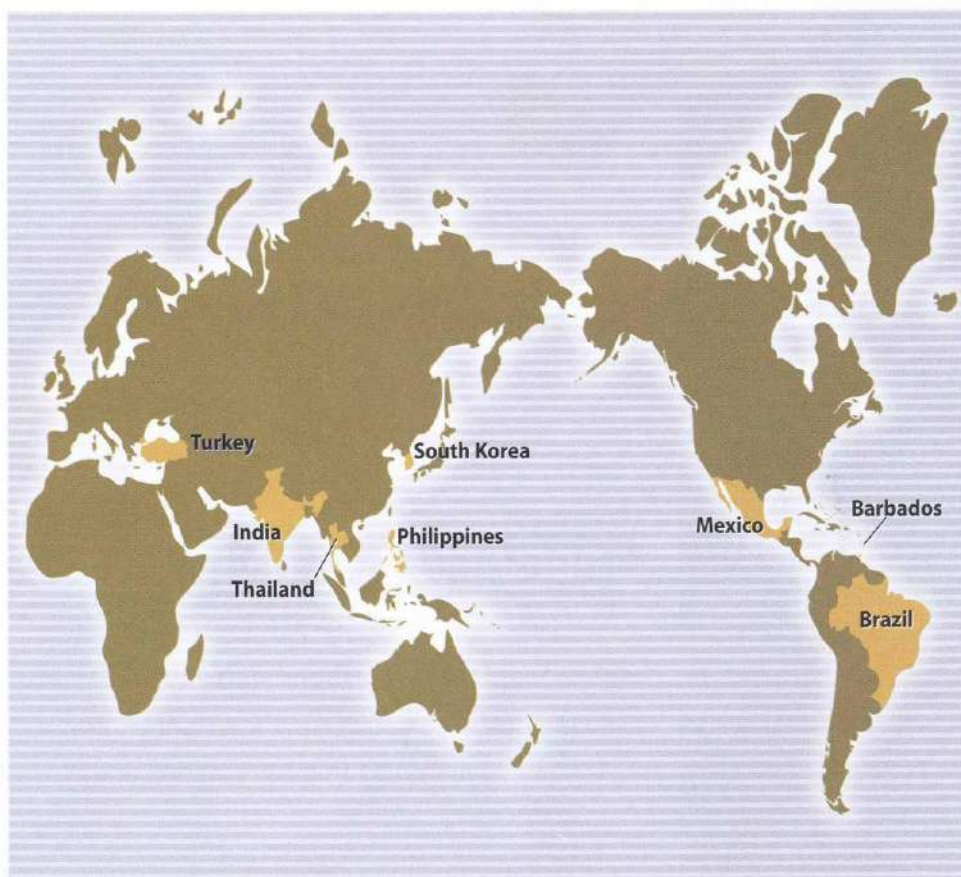 Turkey
South Korea
India
Philippines
Thailand
Mexico
Barbados
Brazil